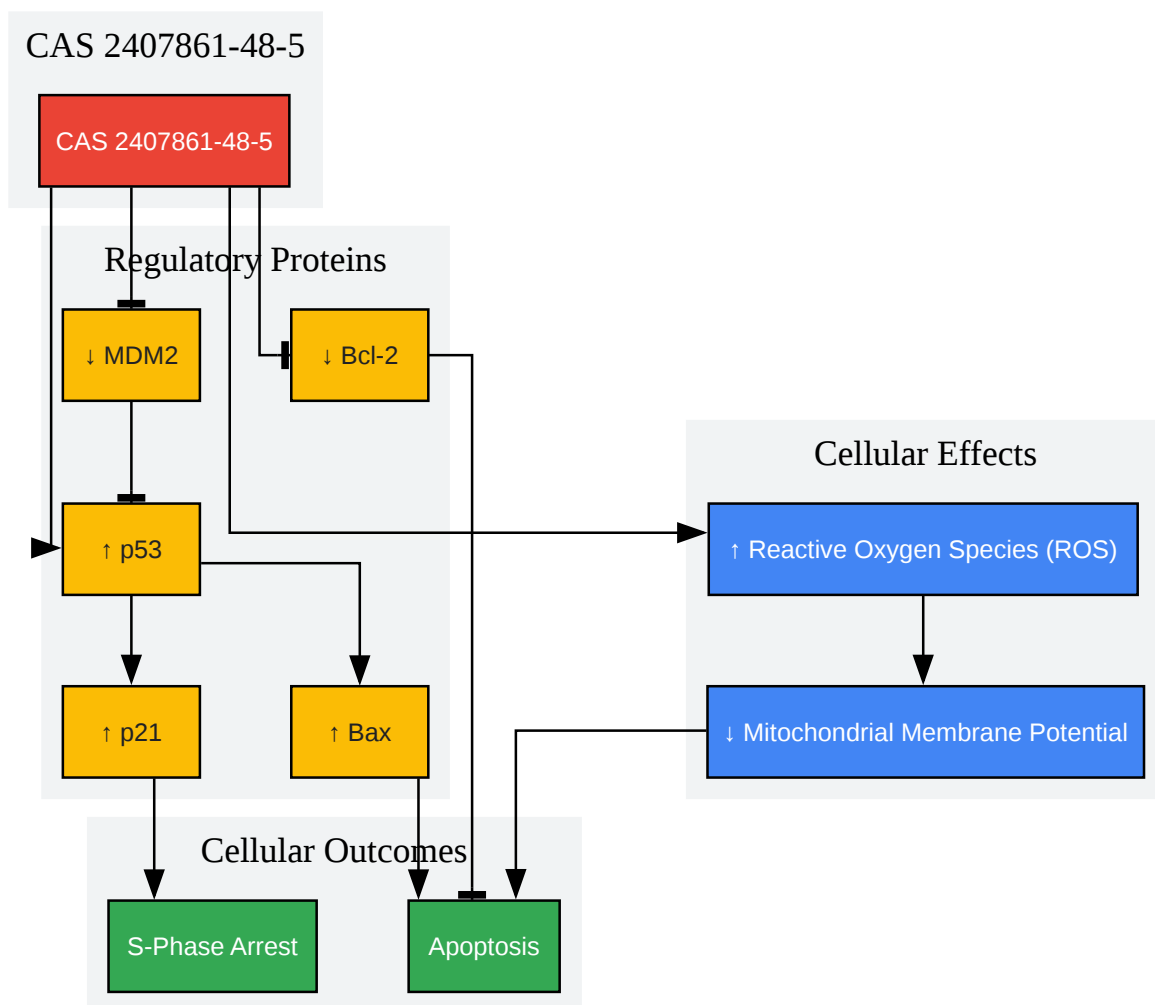 CAS 2407861-48-5
CAS 2407861-48-5
Regulatory Proteins
↓ MDM2
↓ Bcl-2
↑ p53
↑ p21
↑ Bax
Cellular Effects
↑ Reactive Oxygen Species (ROS)
↓ Mitochondrial Membrane Potential
Cellular Outcomes
S-Phase Arrest
Apoptosis